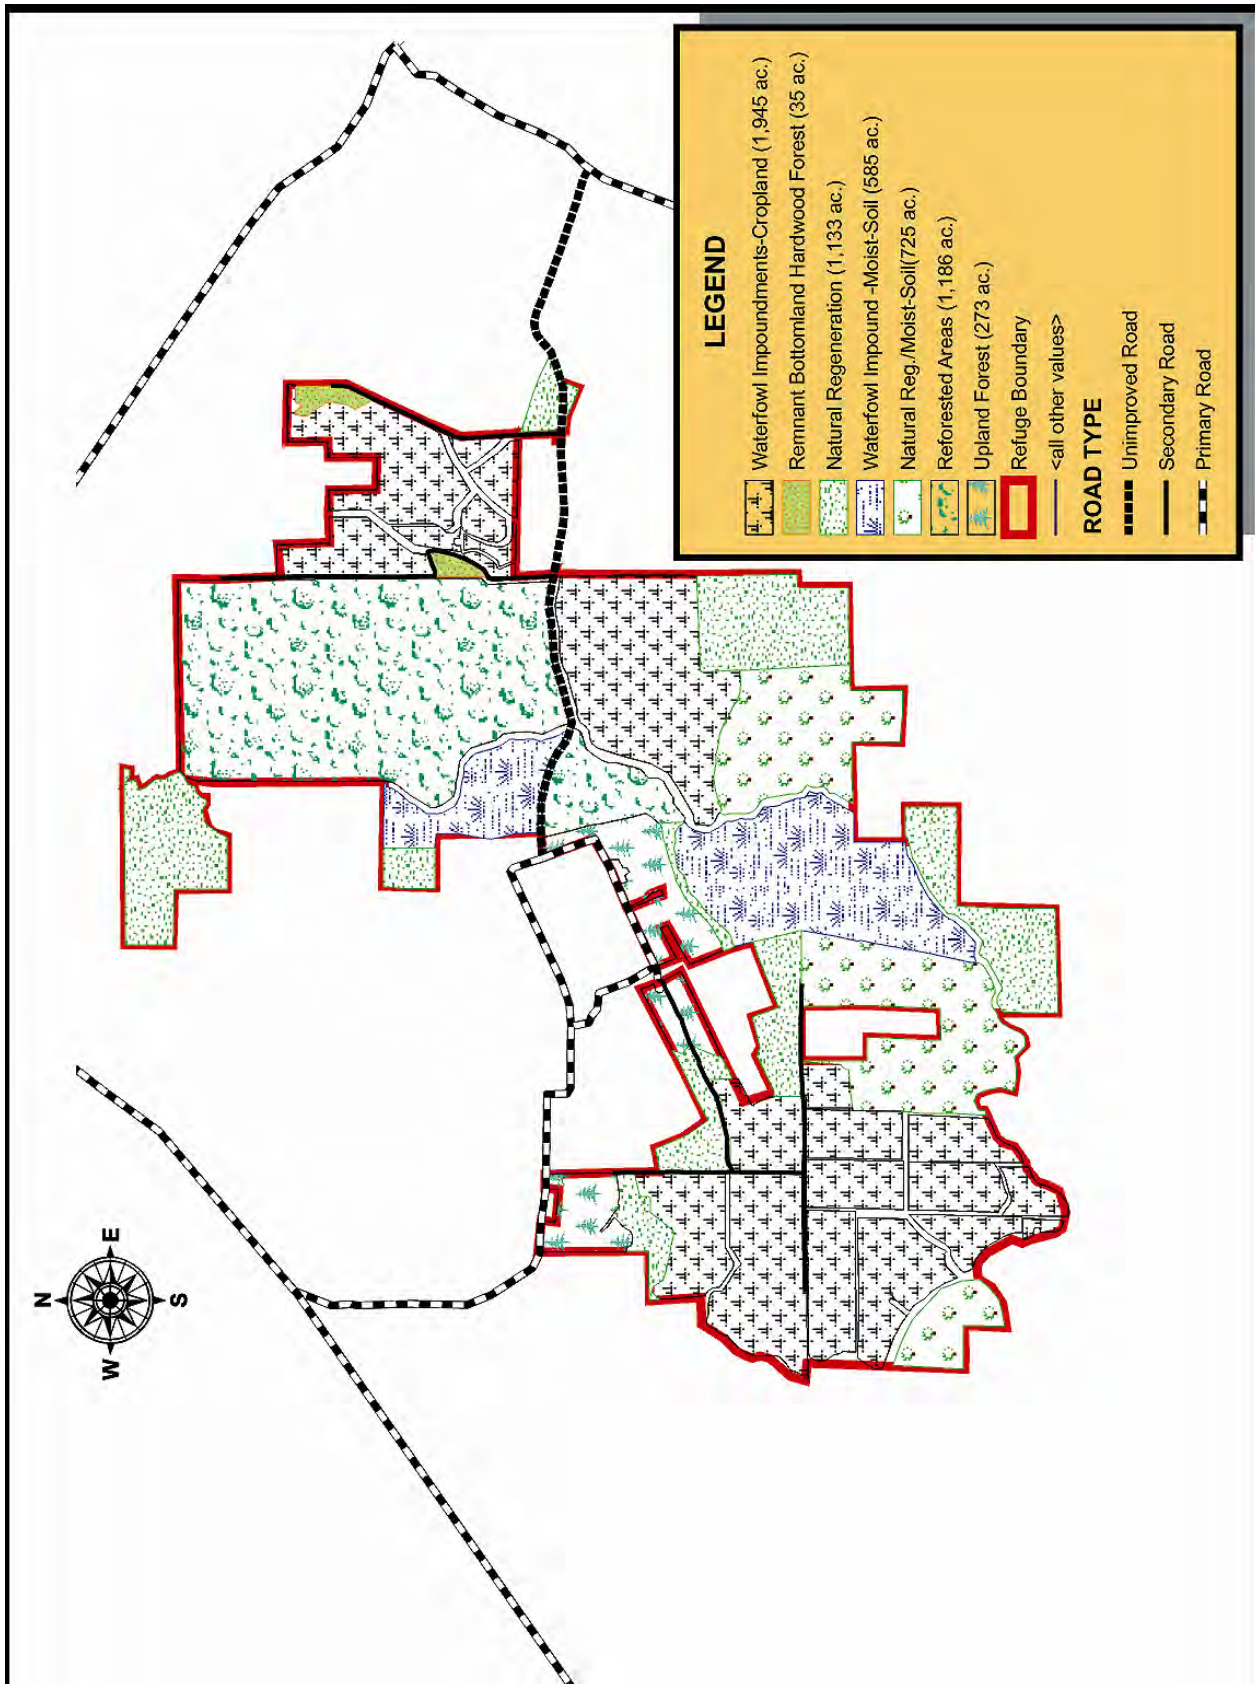 N
W
E
S
LEGEND
Waterfowl Impoundments-Cropland (1,945 ac.)
Remnant Bottomland Hardwood Forest (35 ac.)
Natural Regeneration (1,133 ac.)
Waterfowl Impound -Moist-Soil (585 ac.)
Natural Reg./Moist-Soil(725 ac.)
Reforested Areas (1,186 ac.)
Upland Forest (273 ac.)
Refuge Boundary
<all other values>
ROAD TYPE
Unimproved Road
Secondary Road
Primary Road